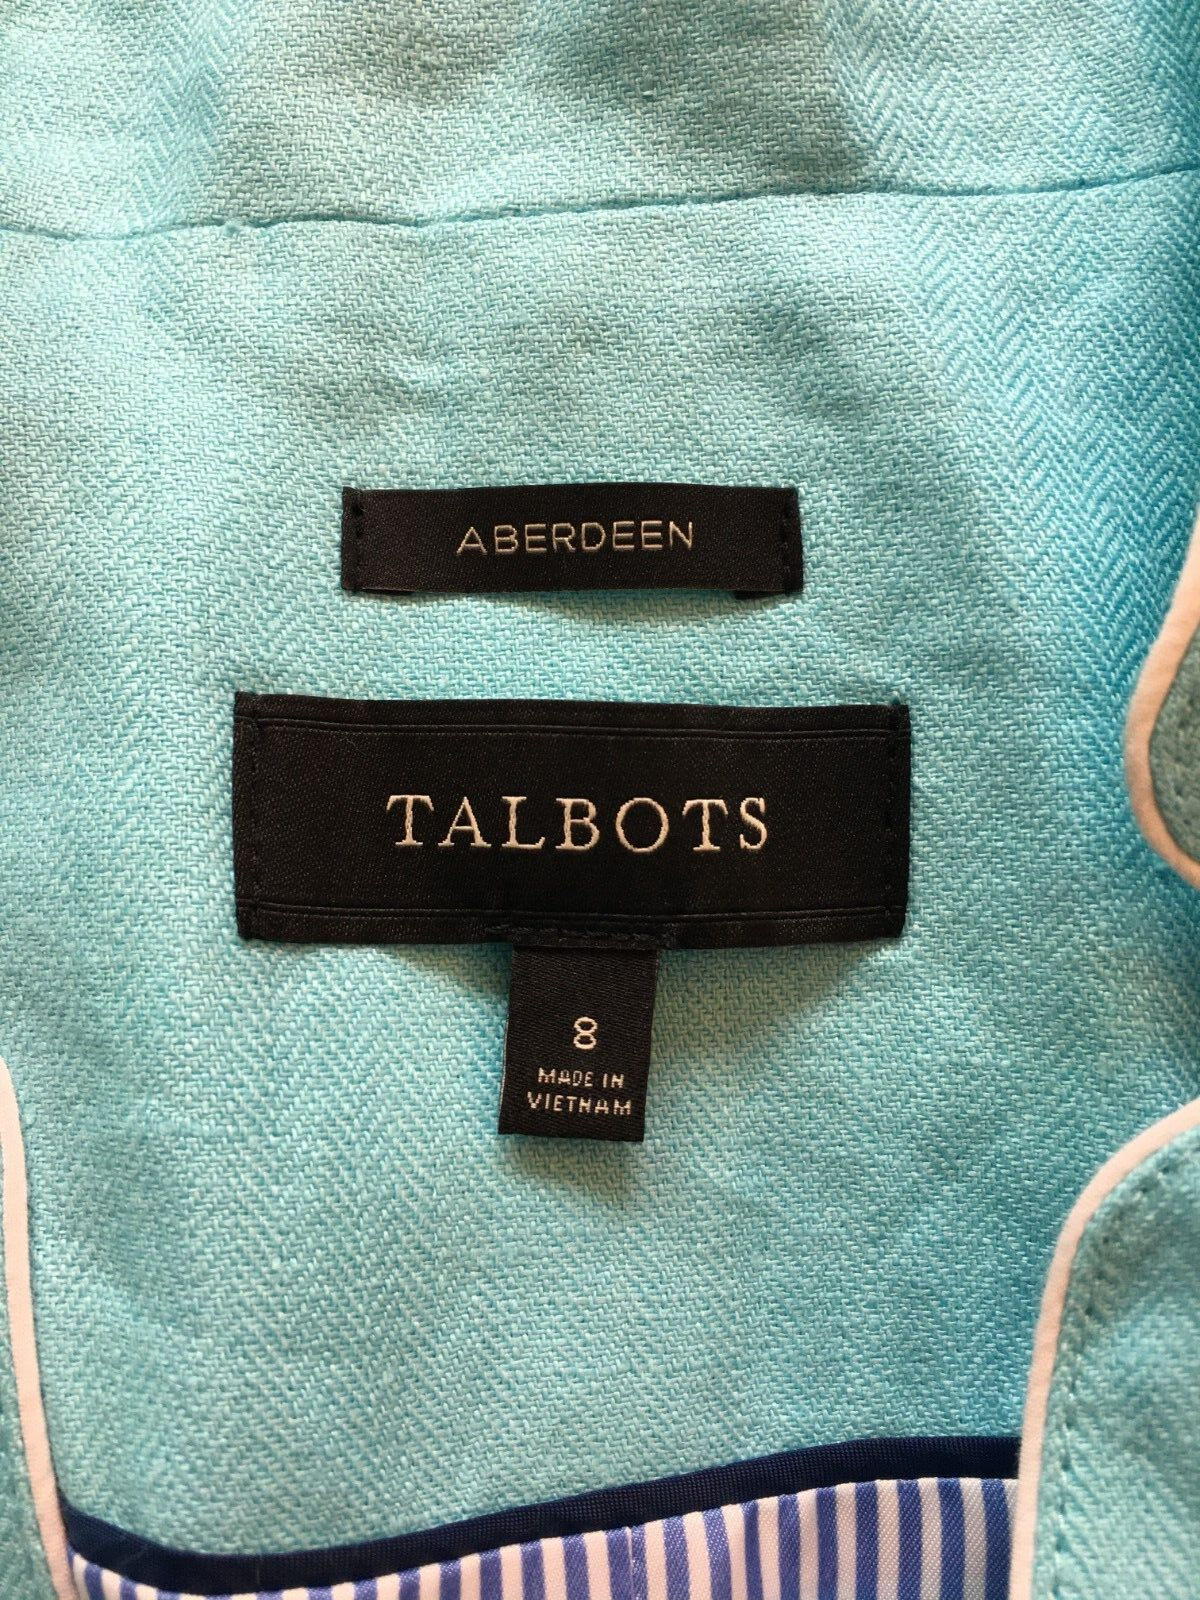 ABERDEEN
TALBOTS
8
MADE IN
VIETNAM